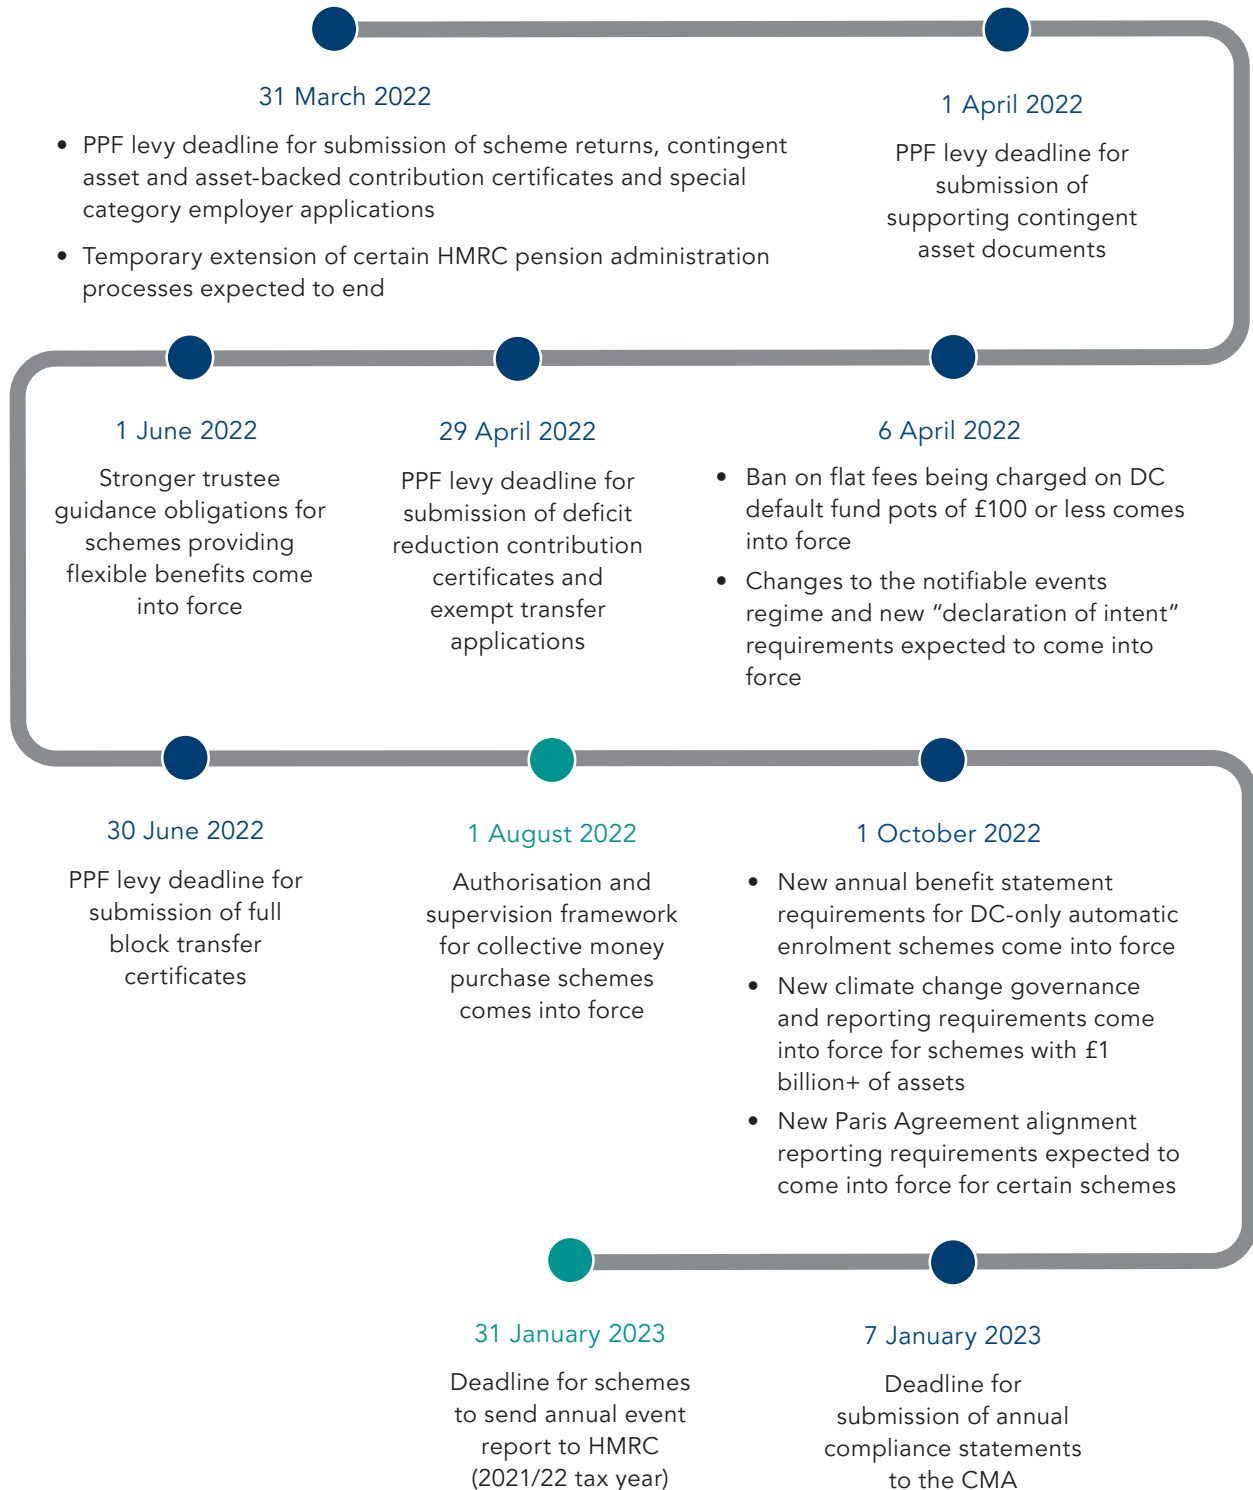 31 March 2022
• PPF levy deadline for submission of scheme returns, contingent
asset and asset-backed contribution certificates and special
category employer applications
• Temporary extension of certain HMRC pension administration
processes expected to end
1 April 2022
PPF levy deadline for
submission of
supporting contingent
asset documents
6 April 2022
• Ban on flat fees being charged on DC
default fund pots of £100 or less comes
into force
• Changes to the notifiable events
regime and new “declaration of intent”
requirements expected to come into
force
29 April 2022
PPF levy deadline for
submission of deficit
reduction contribution
certificates and
exempt transfer
applications
1 June 2022
Stronger trustee
guidance obligations for
schemes providing
flexible benefits come
into force
30 June 2022
PPF levy deadline for
submission of full
block transfer
certificates
1 August 2022
Authorisation and
supervision framework
for collective money
purchase schemes
comes into force
1 October 2022
• New annual benefit statement
requirements for DC-only automatic
enrolment schemes come into force
• New climate change governance
and reporting requirements come
into force for schemes with £1
billion+ of assets
• New Paris Agreement alignment
reporting requirements expected to
come into force for certain schemes
7 January 2023
Deadline for
submission of annual
compliance statements
to the CMA
31 January 2023
Deadline for schemes
to send annual event
report to HMRC
(2021/22 tax year)